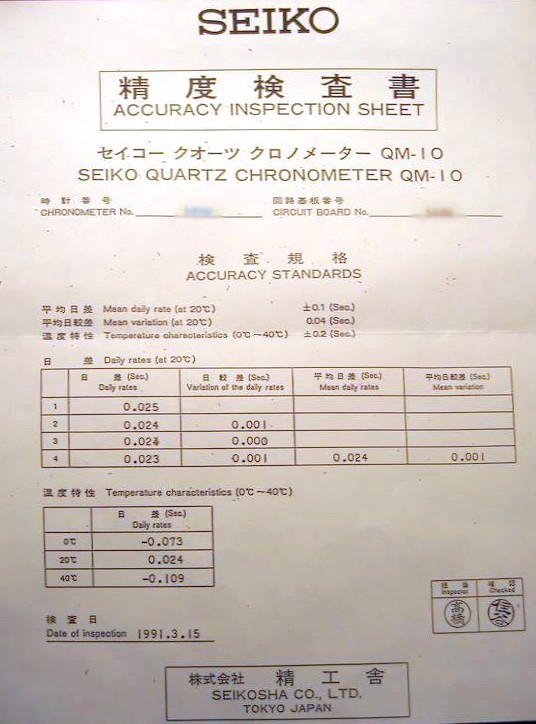 SEIKO
精度検査書
ACCURACY INSPECTION SHEET
セイコー クオーツ クロノメーター QM-10
SEIKO QUARTZ CHRONOMETER QM-10
時計番号 回路基板番号
CHRONOMETER No. CIRCUIT BOARD No.
検査規格
ACCURACY STANDARDS
平均日差 Mean daily rate (at 20℃) ±0.1 (Sec.)
平均日較差 Mean variation (at 20℃) 0.04 (Sec.)
温度特性 Temperature characteristics (0℃~40℃) ±0.2 (Sec.)
日差 Daily rates (at 20℃)
日差 (Sec.) 日較差 (Sec.) 平均日差 (Sec.) 平均日較差 (Sec.)
Daily rates Variation of the daily rates Mean daily rates Mean variation
1 0.025
2 0.024 0.001
3 0.024 0.000
4 0.023 0.001 0.024 0.001
温度特性 Temperature characteristics (0℃~40℃)
日差 (Sec.)
Daily rates
0℃ -0.073
20℃ 0.024
40℃ -0.109
担当 確認
Inspector Checked
高橋
検査日
Date of inspection 1991.3.15
株式会社 精工舎
SEIKOSHA CO., LTD.
TOKYO JAPAN